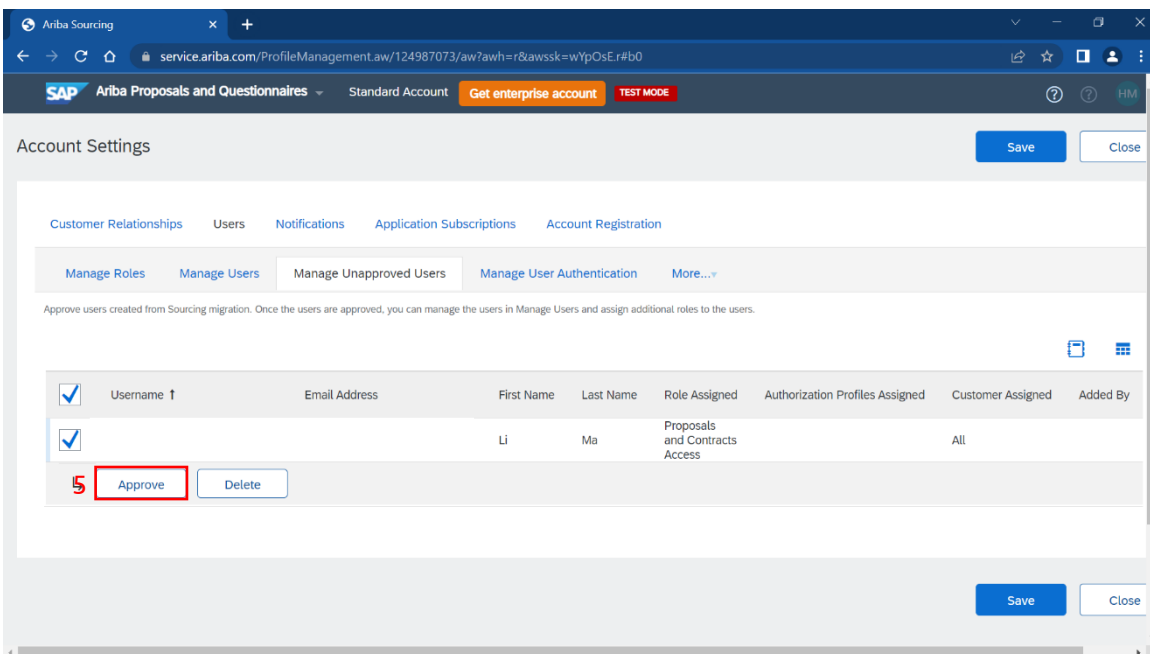 Ariba Sourcing
service.ariba.com/ProfileManagement.aw/124987073/aw?awh=r&awssk=wYpOsE.r#b0
SAP Ariba Proposals and Questionnaires Standard Account Get enterprise account TEST MODE HM
Account Settings Save Close
Customer Relationships Users Notifications Application Subscriptions Account Registration
Manage Roles Manage Users Manage Unapproved Users Manage User Authentication More...
Approve users created from Sourcing migration. Once the users are approved, you can manage the users in Manage Users and assign additional roles to the users.
Username ↑ Email Address First Name Last Name Role Assigned Authorization Profiles Assigned Customer Assigned Added By
Li Ma Proposals and Contracts Access All
5 Approve Delete
Save Close